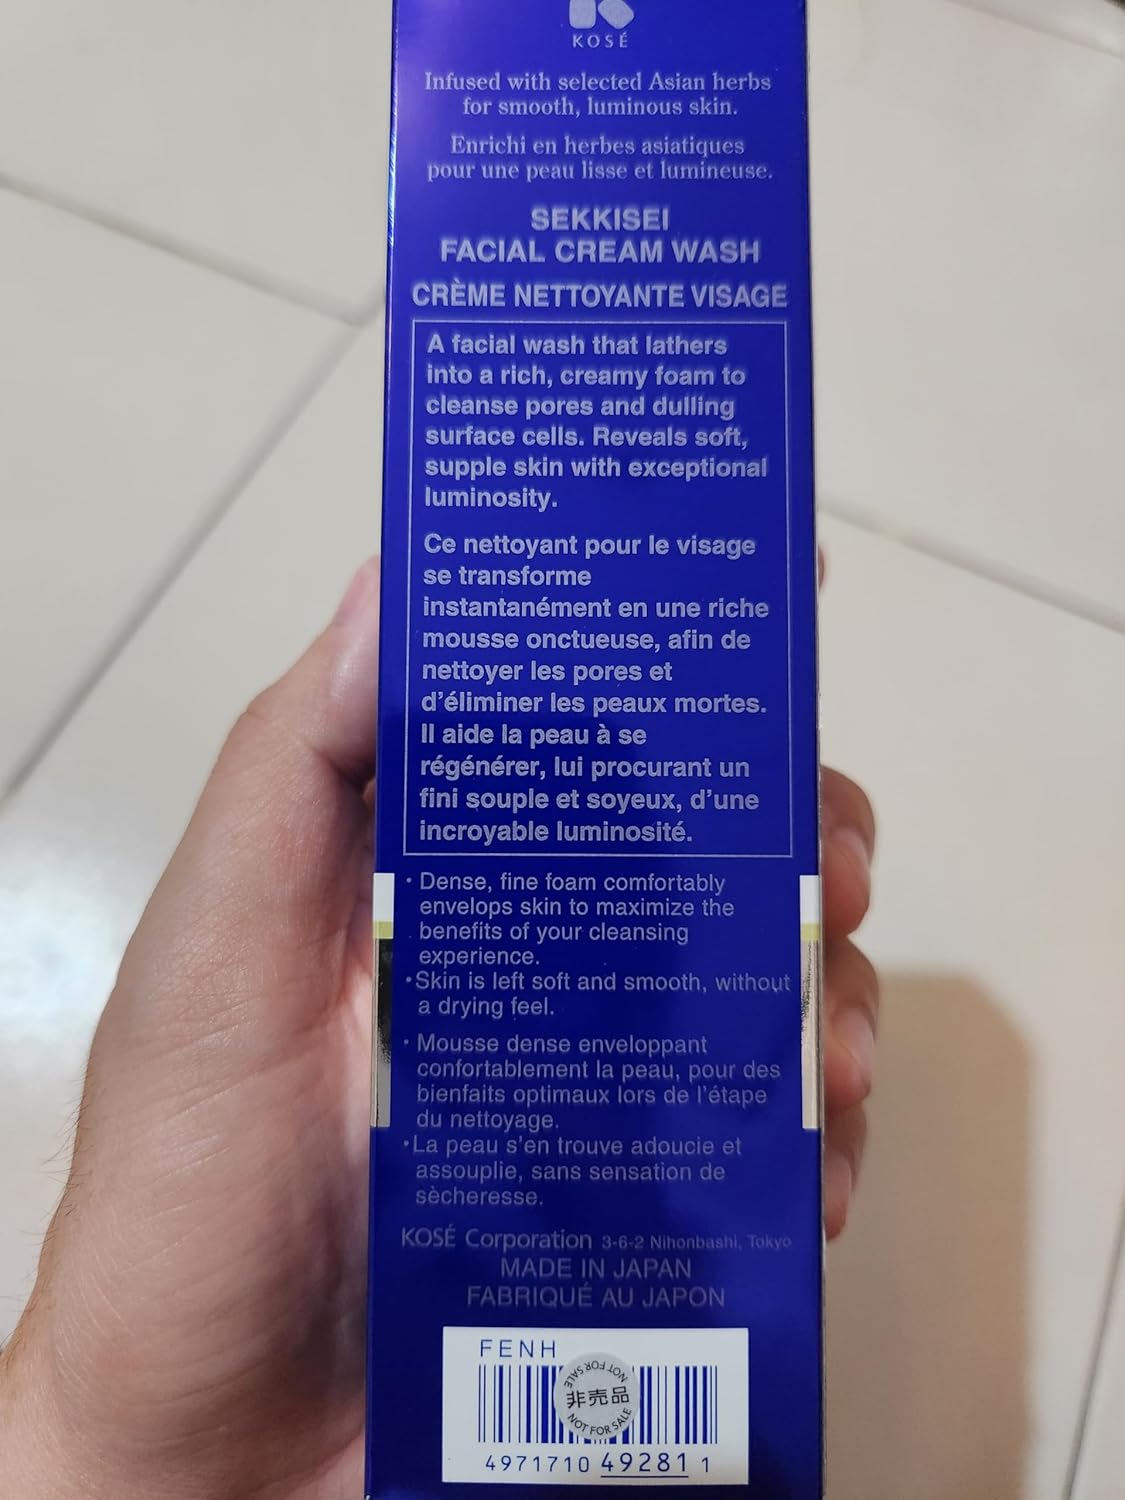 KOSÉ
Infused with selected Asian herbs
for smooth, luminous skin.
Enrichi en herbes asiatiques
pour une peau lisse et lumineuse.
SEKKISEI
FACIAL CREAM WASH
CRÈME NETTOYANTE VISAGE
A facial wash that lathers
into a rich, creamy foam to
cleanse pores and dulling
surface cells. Reveals soft,
supple skin with exceptional
luminosity.
Ce nettoyant pour le visage
se transforme
instantanément en une riche
mousse onctueuse, afin de
nettoyer les pores et
d'éliminer les peaux mortes.
Il aide la peau à se
régénérer, lui procurant un
fini souple et soyeux, d'une
incroyable luminosité.
• Dense, fine foam comfortably
envelops skin to maximize the
benefits of your cleansing
experience.
• Skin is left soft and smooth, without
a drying feel.
• Mousse dense enveloppant
confortablement la peau, pour des
bienfaits optimaux lors de l'étape
du nettoyage.
• La peau s'en trouve adoucie et
assouplie, sans sensation de
sècheresse.
KOSÉ Corporation 3-6-2 Nihonbashi, Tokyo
MADE IN JAPAN
FABRIQUÉ AU JAPON
FENH
NOT FOR SALE
非売品
NOT FOR SALE
4971710 49281 1